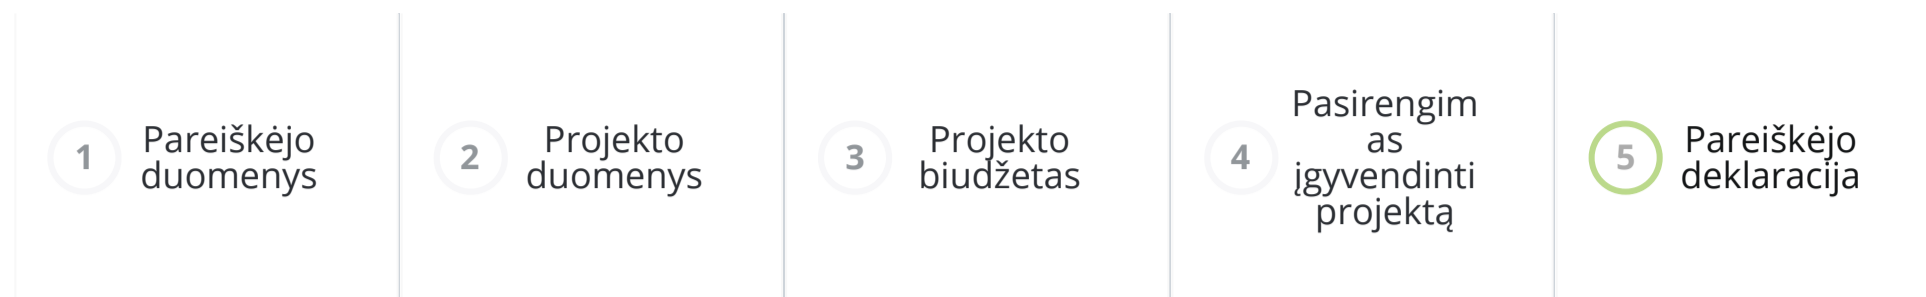 1
Pareiškėjo
duomenys
2
Projekto
duomenys
3
Projekto
biudžetas
4
Pasirengim
as
įgyvendinti
projektą
5
Pareiškėjo
deklaracija